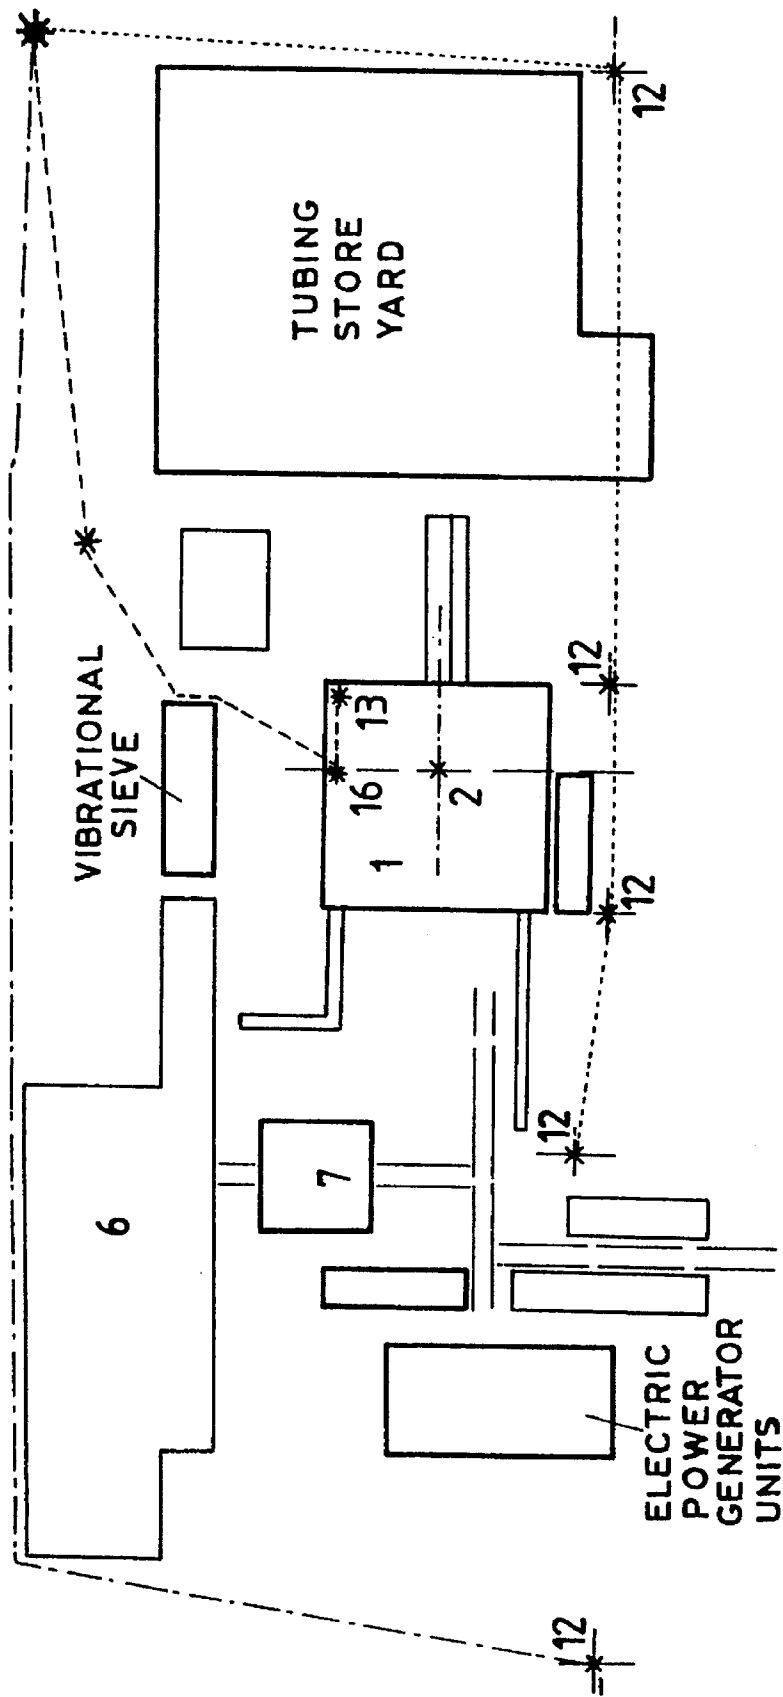 6
VIBRATIONAL
SIEVE
TUBING
STORE
YARD
7
1
16
13
2
12
12
12
12
12
ELECTRIC
POWER
GENERATOR
UNITS